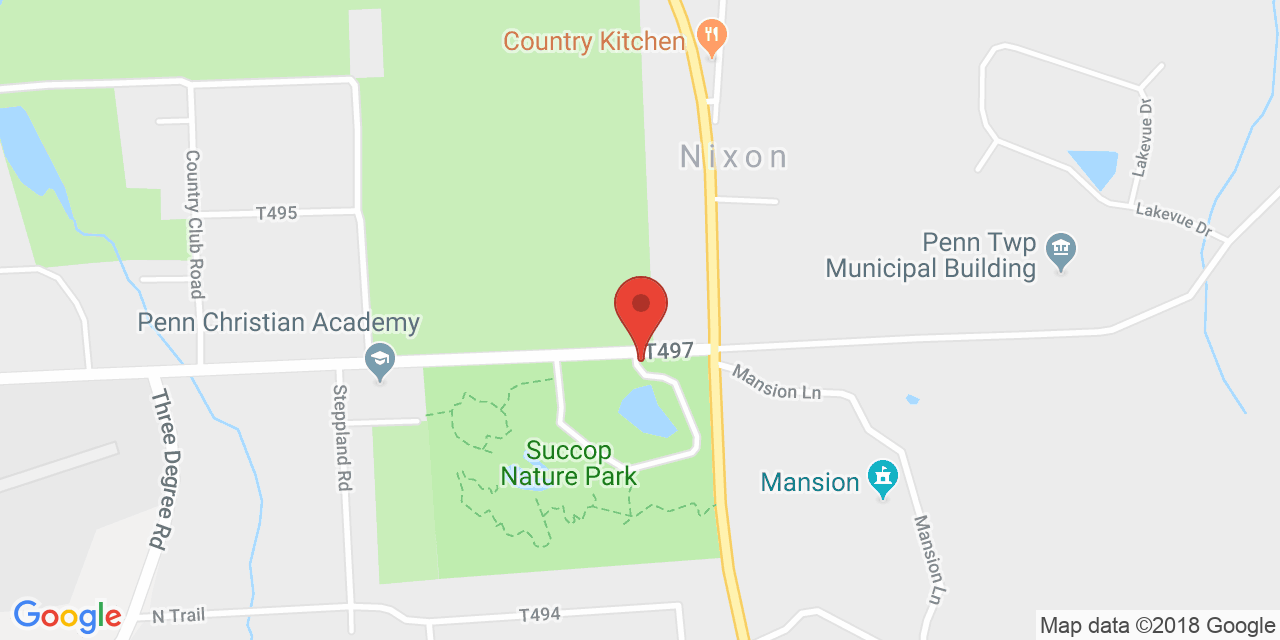 Country Kitchen
Nixon
Lakevue Dr
Country Club Road
T495
Lakevue Dr
Penn Twp
Municipal Building
Penn Christian Academy
T497
Mansion Ln
Three Degree Rd
Steppland Rd
Succop
Nature Park
Mansion
Mansion Ln
N Trail
T494
Google
Map data ©2018 Google